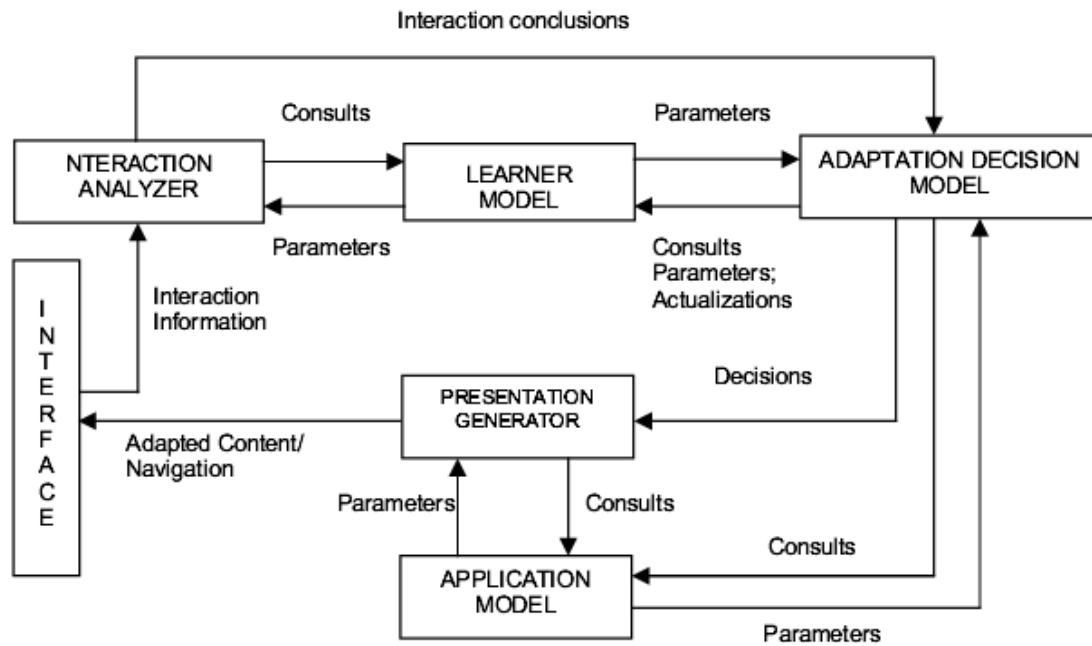 Interaction conclusions
Consults
Parameters
NTERACTION
ANALYZER
LEARNER
MODEL
ADAPTATION DECISION
MODEL
Parameters
Consults
Parameters;
Actualizations
INTERFACE
Interaction
Information
Decisions
PRESENTATION
GENERATOR
Adapted Content/
Navigation
Parameters
Consults
Consults
APPLICATION
MODEL
Parameters